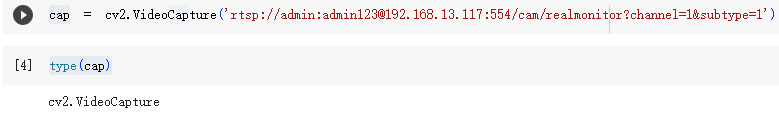 cap = cv2.VideoCapture('rtsp://admin:admin123@192.168.13.117:554/cam/realmonitor?channel=1&subtype=1')
[4] type(cap)
cv2.VideoCapture